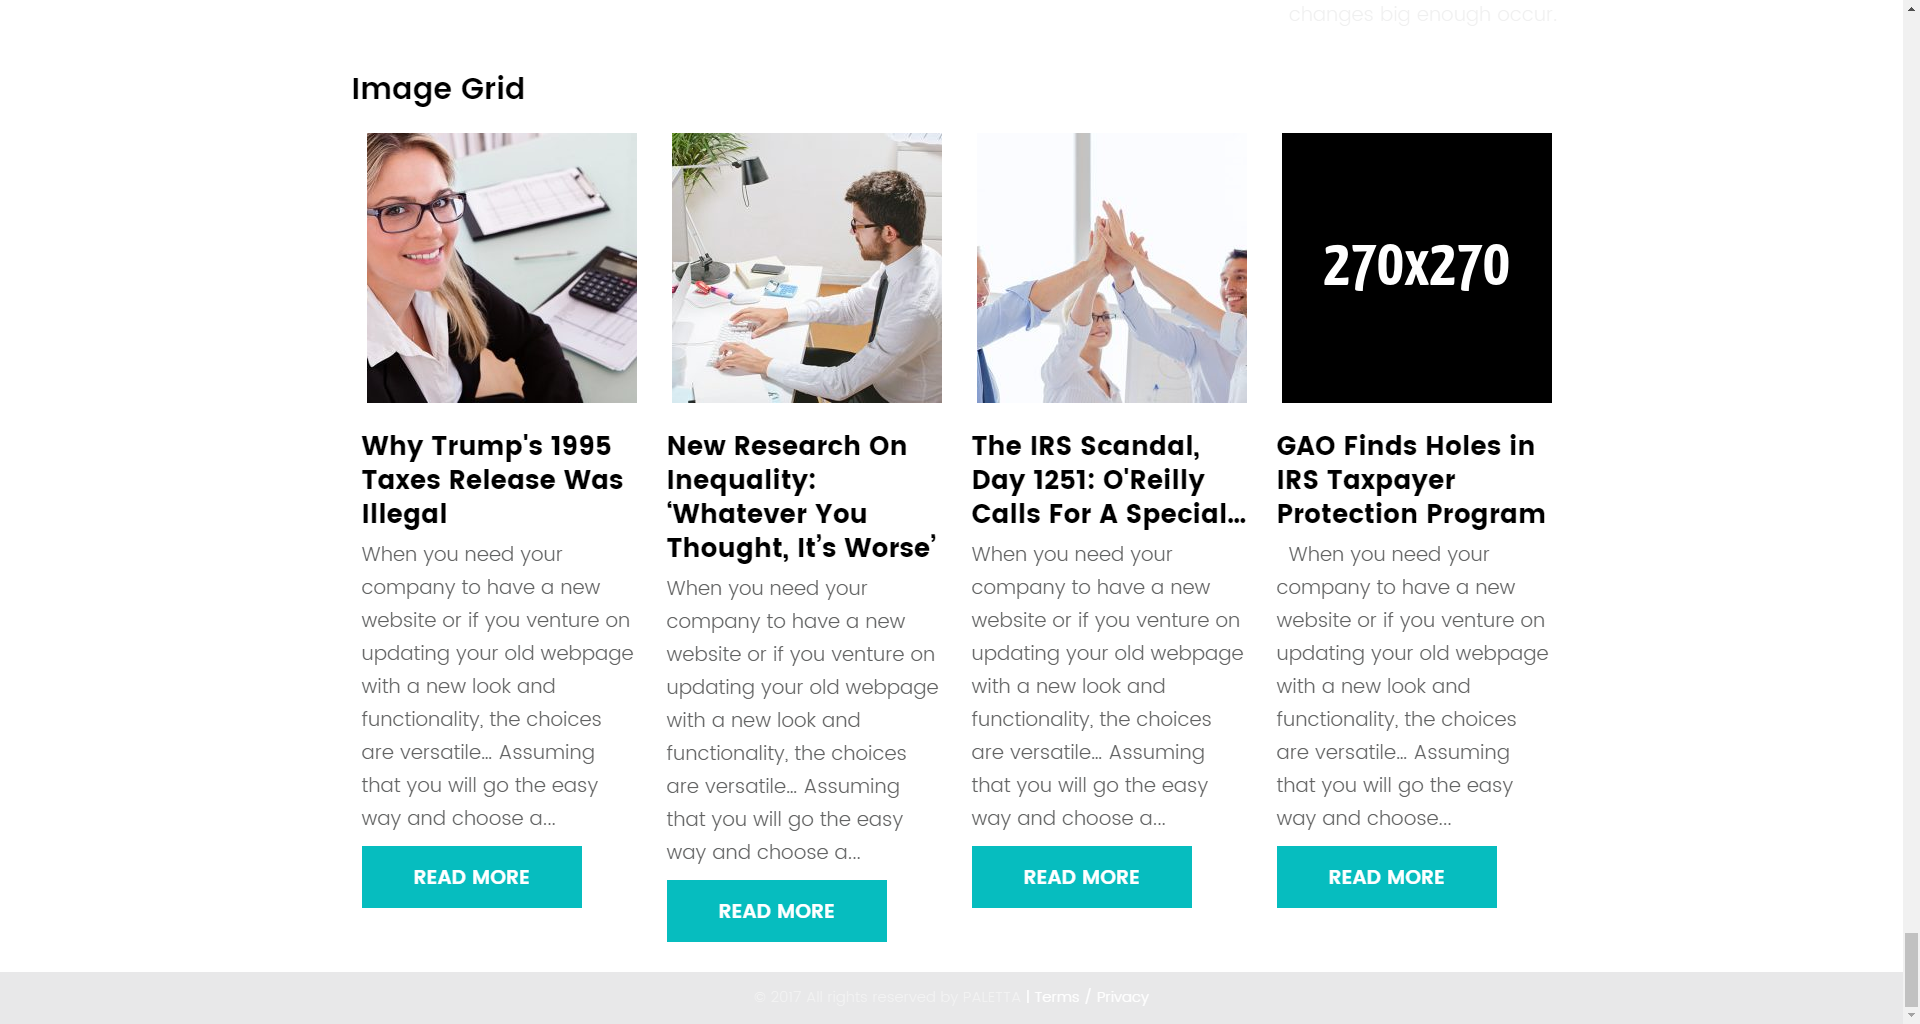 changes big enough occur.
Image Grid
270x270
Why Trump's 1995
Taxes Release Was
Illegal
When you need your
company to have a new
website or if you venture on
updating your old webpage
with a new look and
functionality, the choices
are versatile... Assuming
that you will go the easy
way and choose a...
READ MORE
New Research On
Inequality:
‘Whatever You
Thought, It’s Worse’
When you need your
company to have a new
website or if you venture on
updating your old webpage
with a new look and
functionality, the choices
are versatile... Assuming
that you will go the easy
way and choose a...
READ MORE
The IRS Scandal,
Day 1251: O'Reilly
Calls For A Special...
When you need your
company to have a new
website or if you venture on
updating your old webpage
with a new look and
functionality, the choices
are versatile... Assuming
that you will go the easy
way and choose a...
READ MORE
GAO Finds Holes in
IRS Taxpayer
Protection Program
When you need your
company to have a new
website or if you venture on
updating your old webpage
with a new look and
functionality, the choices
are versatile... Assuming
that you will go the easy
way and choose...
READ MORE
© 2017 All rights reserved by PALETTA | Terms / Privacy